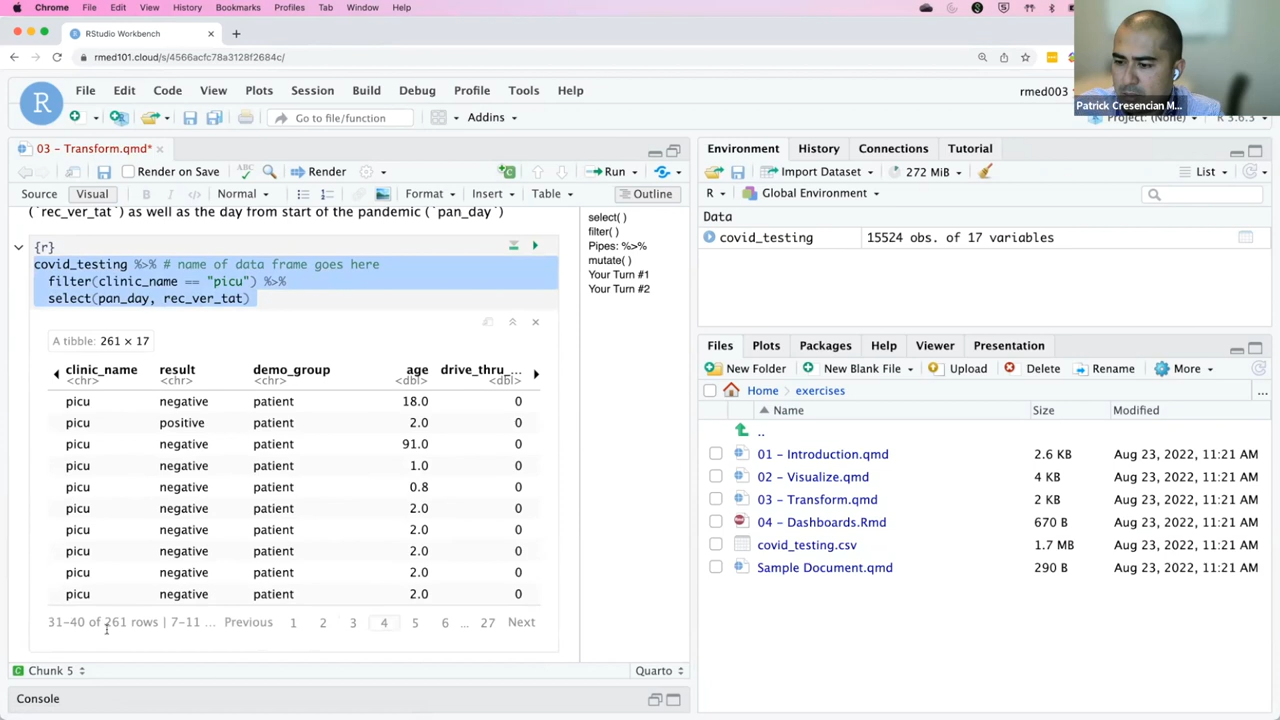 Chrome File Edit View History Bookmarks Profiles Tab Window Help
RStudio Workbench
rmed101.cloud/s/4566acfc78a3128f2684c/
Patrick Cresencian M...
R File Edit Code View Plots Session Build Debug Profile Tools Help
rmed003
Go to file/function Addins
Project: (None) R 3.6.3
03 - Transform.qmd*
Render on Save ABC Render Run
Source Visual B I </> Normal Format Insert Table Outline
(`rec_ver_tat`) as well as the day from start of the pandemic (`pan_day`)
{r}
covid_testing %>% # name of data frame goes here
filter(clinic_name == "picu") %>%
select(pan_day, rec_ver_tat)
A tibble: 261 × 17
clinic_name result demo_group age drive_thru_...
<chr> <chr> <chr> <dbl> <dbl>
picu negative patient 18.0 0
picu positive patient 2.0 0
picu negative patient 91.0 0
picu negative patient 1.0 0
picu negative patient 0.8 0
picu negative patient 2.0 0
picu negative patient 2.0 0
picu negative patient 2.0 0
picu negative patient 2.0 0
picu negative patient 2.0 0
31-40 of 261 rows | 7-11 ... Previous 1 2 3 4 5 6 ... 27 Next
select( )
filter( )
Pipes: %>%
mutate( )
Your Turn #1
Your Turn #2
Chunk 5 Quarto
Console
Environment History Connections Tutorial
Import Dataset 272 MiB List
R Global Environment
Data
covid_testing 15524 obs. of 17 variables
Files Plots Packages Help Viewer Presentation
New Folder New Blank File Upload Delete Rename More
Home exercises ...
Name Size Modified
..
01 - Introduction.qmd 2.6 KB Aug 23, 2022, 11:21 AM
02 - Visualize.qmd 4 KB Aug 23, 2022, 11:21 AM
03 - Transform.qmd 2 KB Aug 23, 2022, 11:21 AM
04 - Dashboards.Rmd 670 B Aug 23, 2022, 11:21 AM
covid_testing.csv 1.7 MB Aug 23, 2022, 11:21 AM
Sample Document.qmd 290 B Aug 23, 2022, 11:21 AM